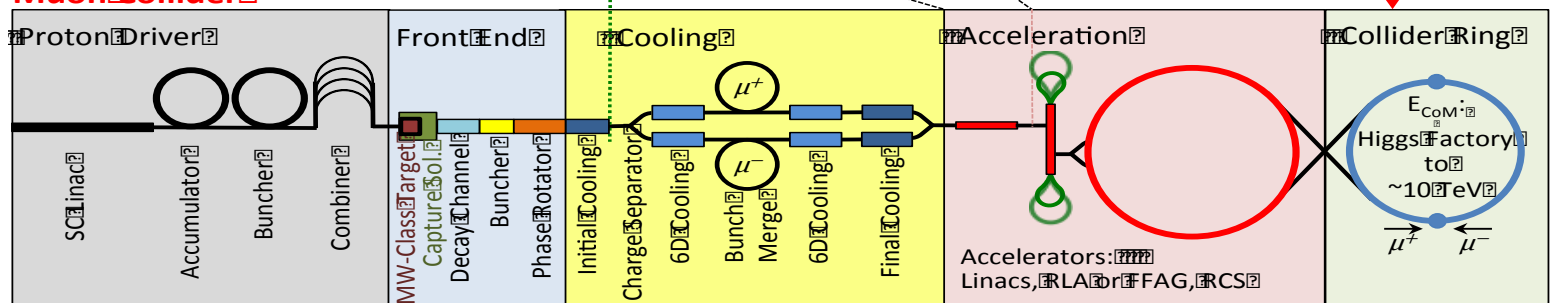 Muon Collider
Proton Driver
Front End
Cooling
Acceleration
Collider Ring
SC Linac
Accumulator
Buncher
Combiner
MW-Class Target
Capture Sol.
Decay Channel
Buncher
Phase Rotator
Initial Cooling
Charge Separator
6D Cooling
μ+
μ−
Bunch
Merge
6D Cooling
Final Cooling
Accelerators:
Linacs, RLA or FFAG, RCS
ECoM:
Higgs Factory
to
~10 TeV
μ+ μ−